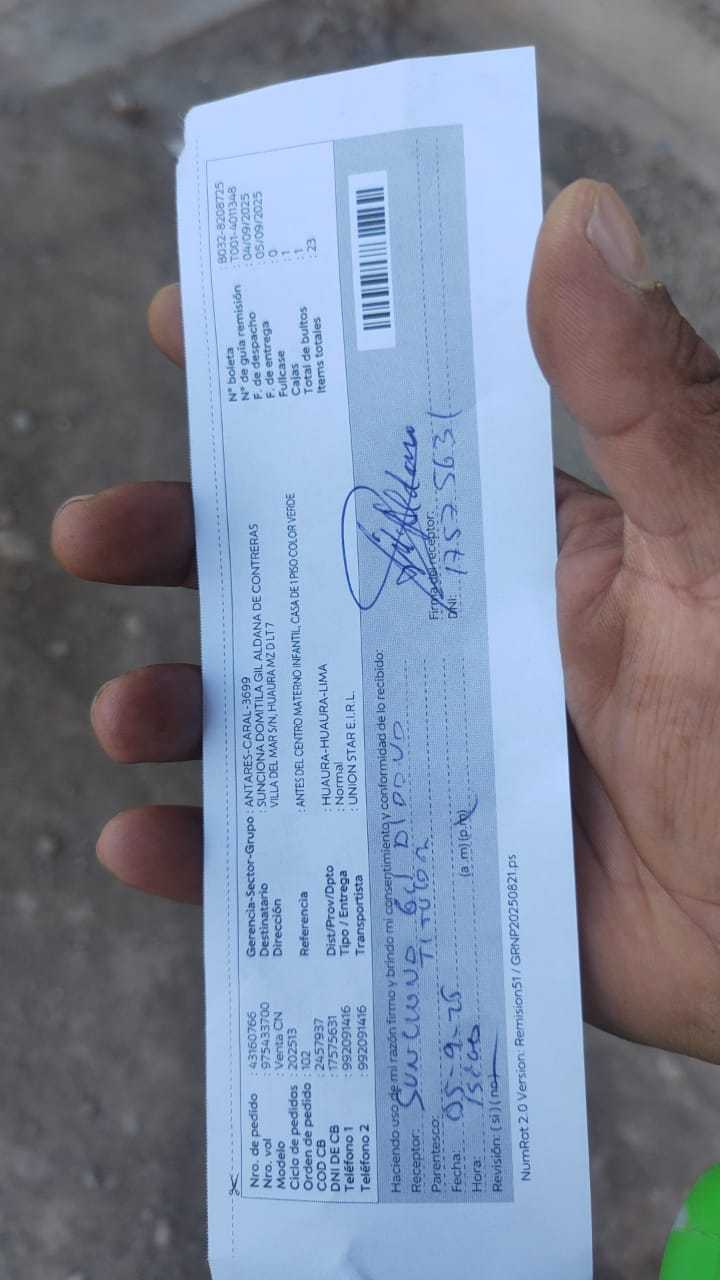 Nro. de pedido : 43160766
Nro. vol : 975433700
Modelo : Venta CN
Ciclo de pedidos : 202513
Orden de pedido : 102
COD CB : 2457937
DNI DE CB : 17575631
Teléfono 1 : 992091416
Teléfono 2 : 992091416
Gerencia-Sector-Grupo : ANTARES-CARAL-3699
Destinatario : SUNCIONA DOMITILA GIL ALDANA DE CONTRERAS
Dirección VILLA DEL MAR S/N, HUAURA MZ D LT 7
Referencia : ANTES DEL CENTRO MATERNO INFANTIL, CASA DE 1 PISO COLOR VERDE
Dist/Prov/Dpto : HUAURA-HUAURA-LIMA
Tipo / Entrega : Normal
Transportista : UNION STAR E.I.R.L.
N° boleta : B032-8208725
N° de guía remisión : T001-4011348
F. de despacho : 04/09/2025
F. de entrega : 05/09/2025
Fullcase : 0
Cajas : 1
Total de bultos : 1
Items totales : 23
Haciendo uso de mi razón firmo y brindo mi consentimiento y conformidad de lo recibido:
Receptor: Gil
Parentesco: Titular
Fecha: 05-9-25
Hora: (a.m)(p.m)
Revisión: (si)(no)
Firma del receptor: Gil Aldana
DNI: 17575631
NumRot 2.0 Version: Remision51 / GRNP20250821.ps